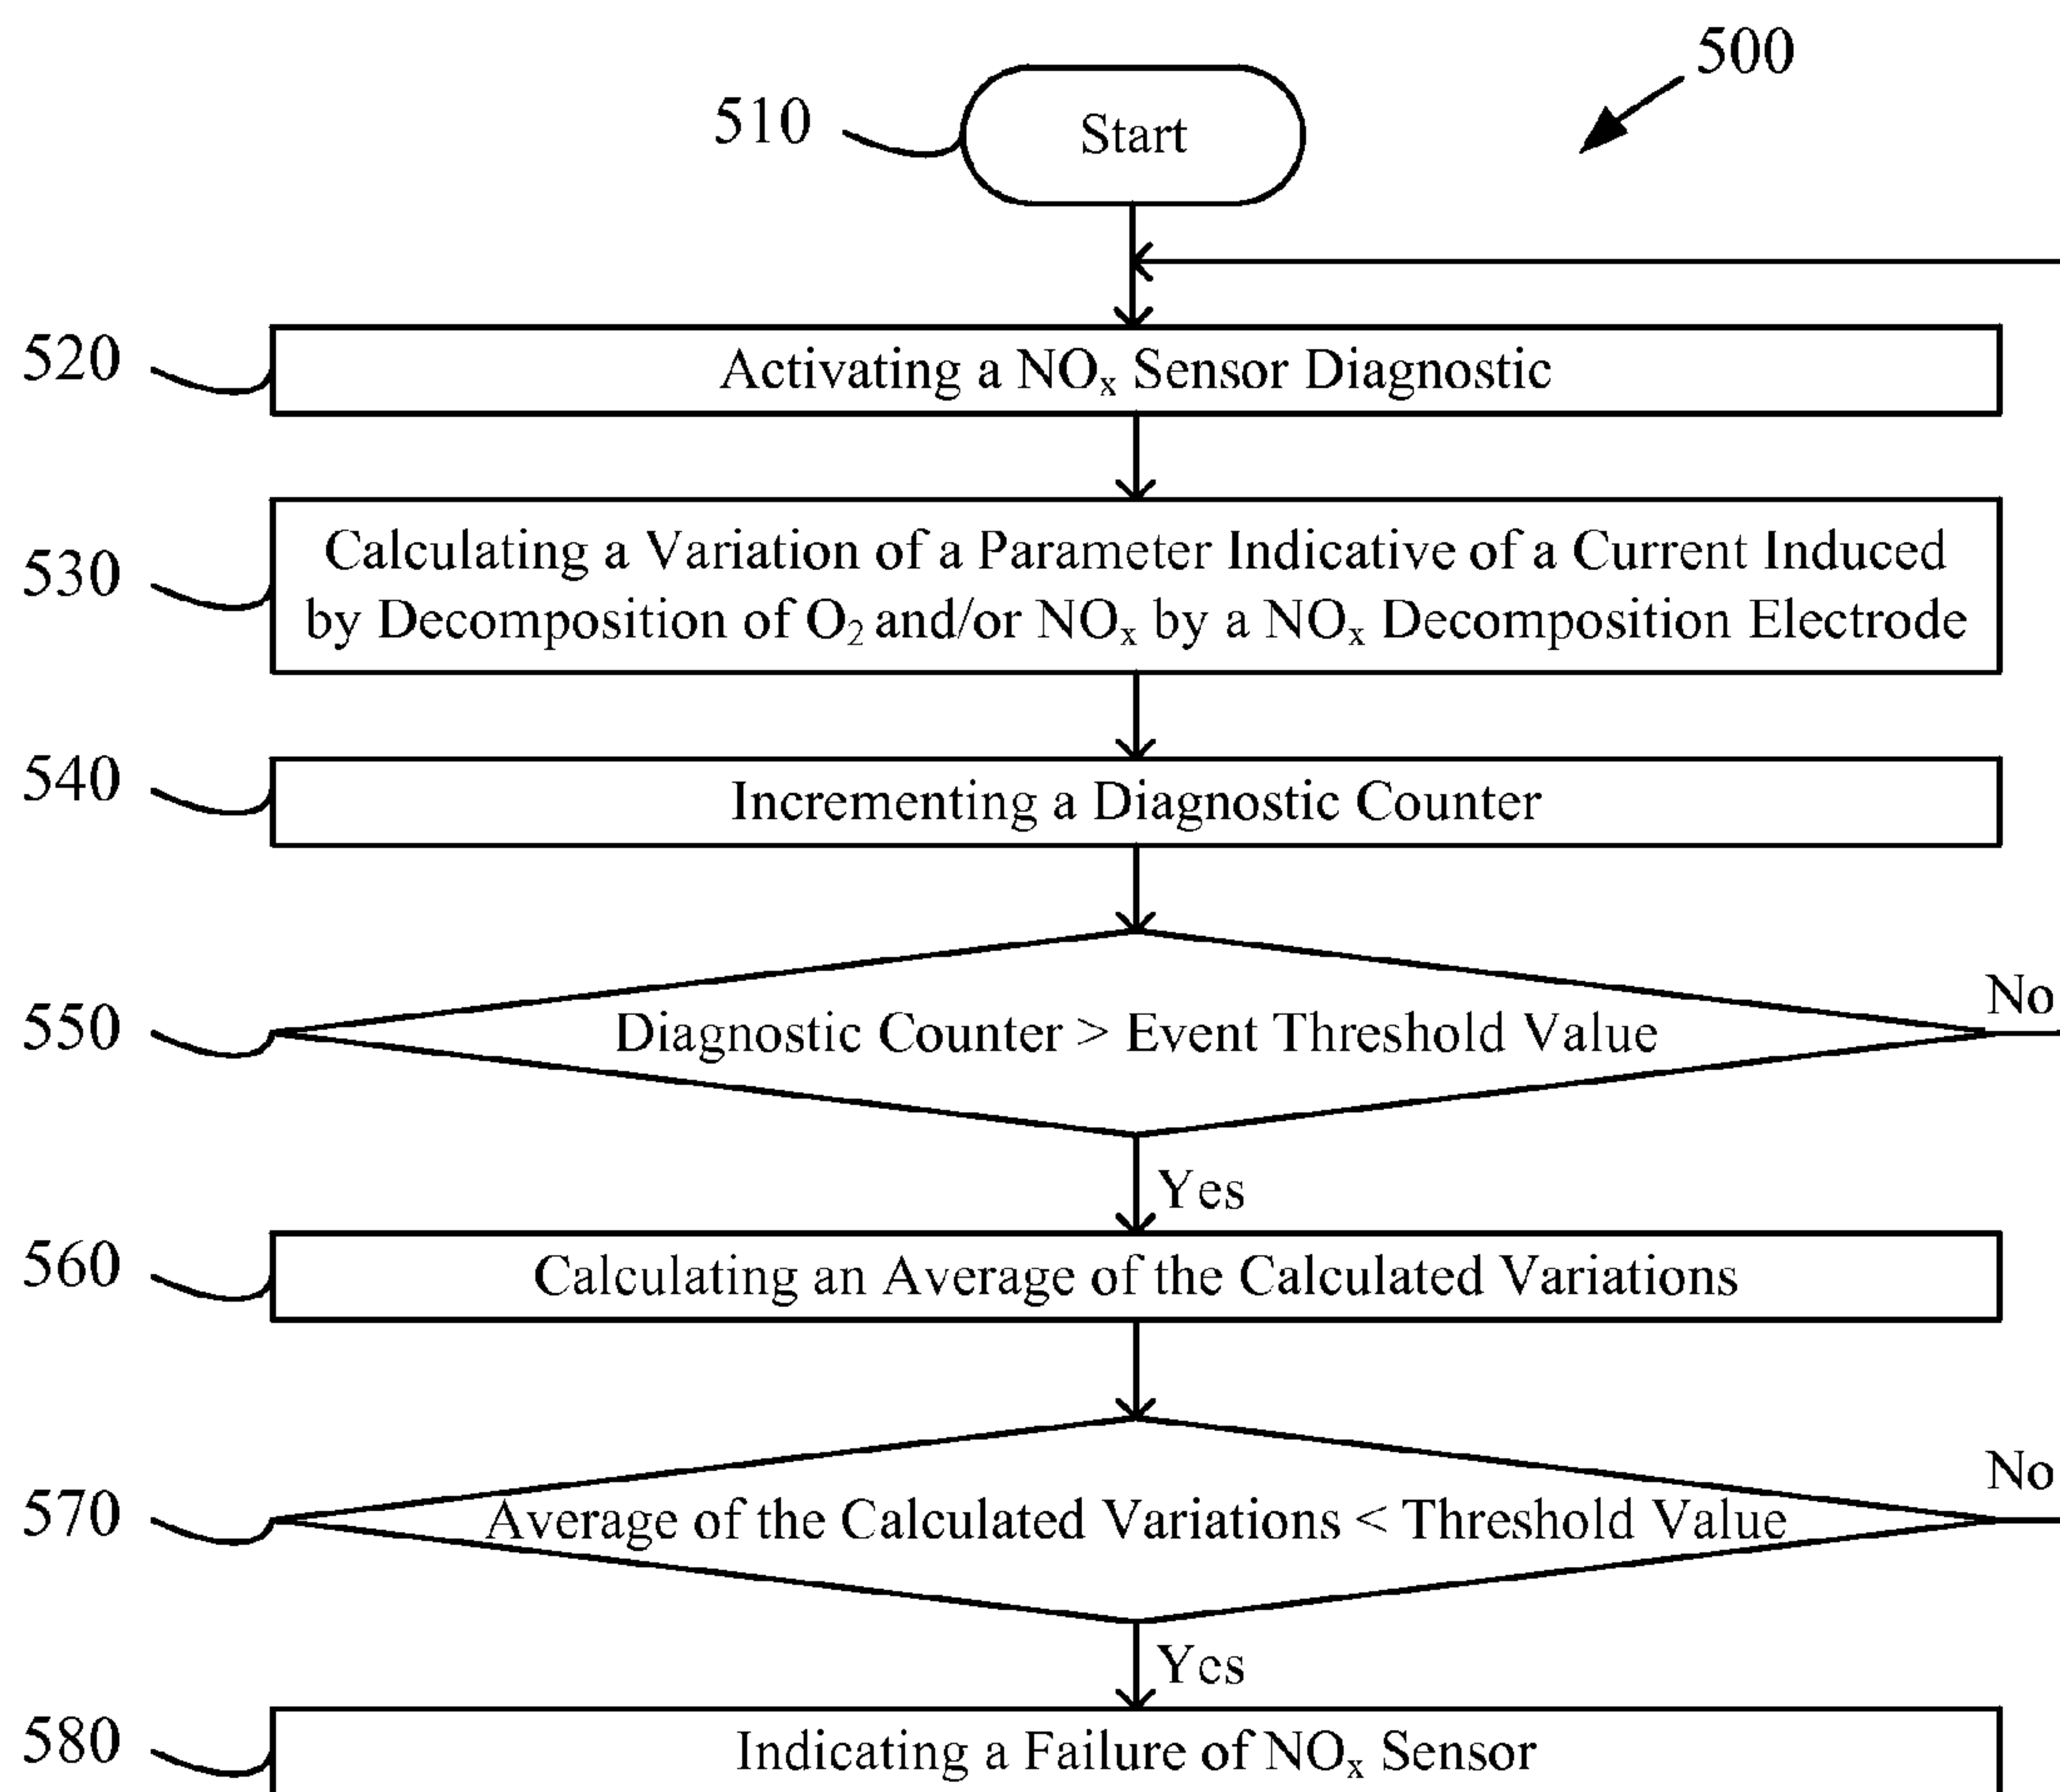 500
510
Start
520
Activating a NOx Sensor Diagnostic
530
Calculating a Variation of a Parameter Indicative of a Current Induced
by Decomposition of O2 and/or NOx by a NOx Decomposition Electrode
540
Incrementing a Diagnostic Counter
No
550
Diagnostic Counter > Event Threshold Value
Yes
560
Calculating an Average of the Calculated Variations
No
570
Average of the Calculated Variations < Threshold Value
Yes
580
Indicating a Failure of NOx Sensor